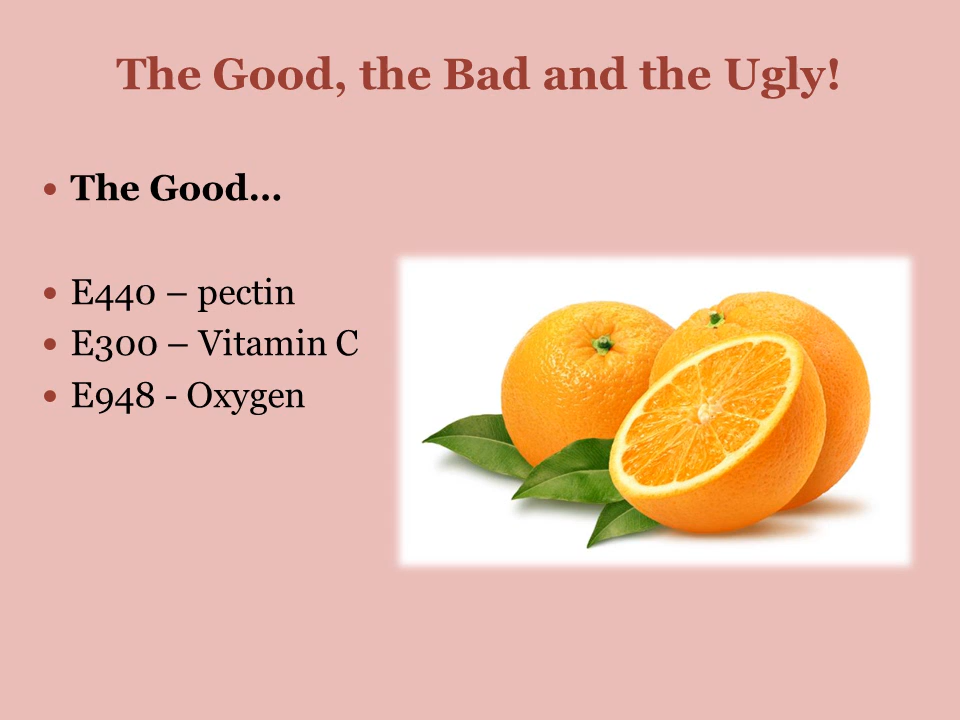 The Good, the Bad and the Ugly!
The Good…
E440 – pectin
E300 – Vitamin C
E948 - Oxygen